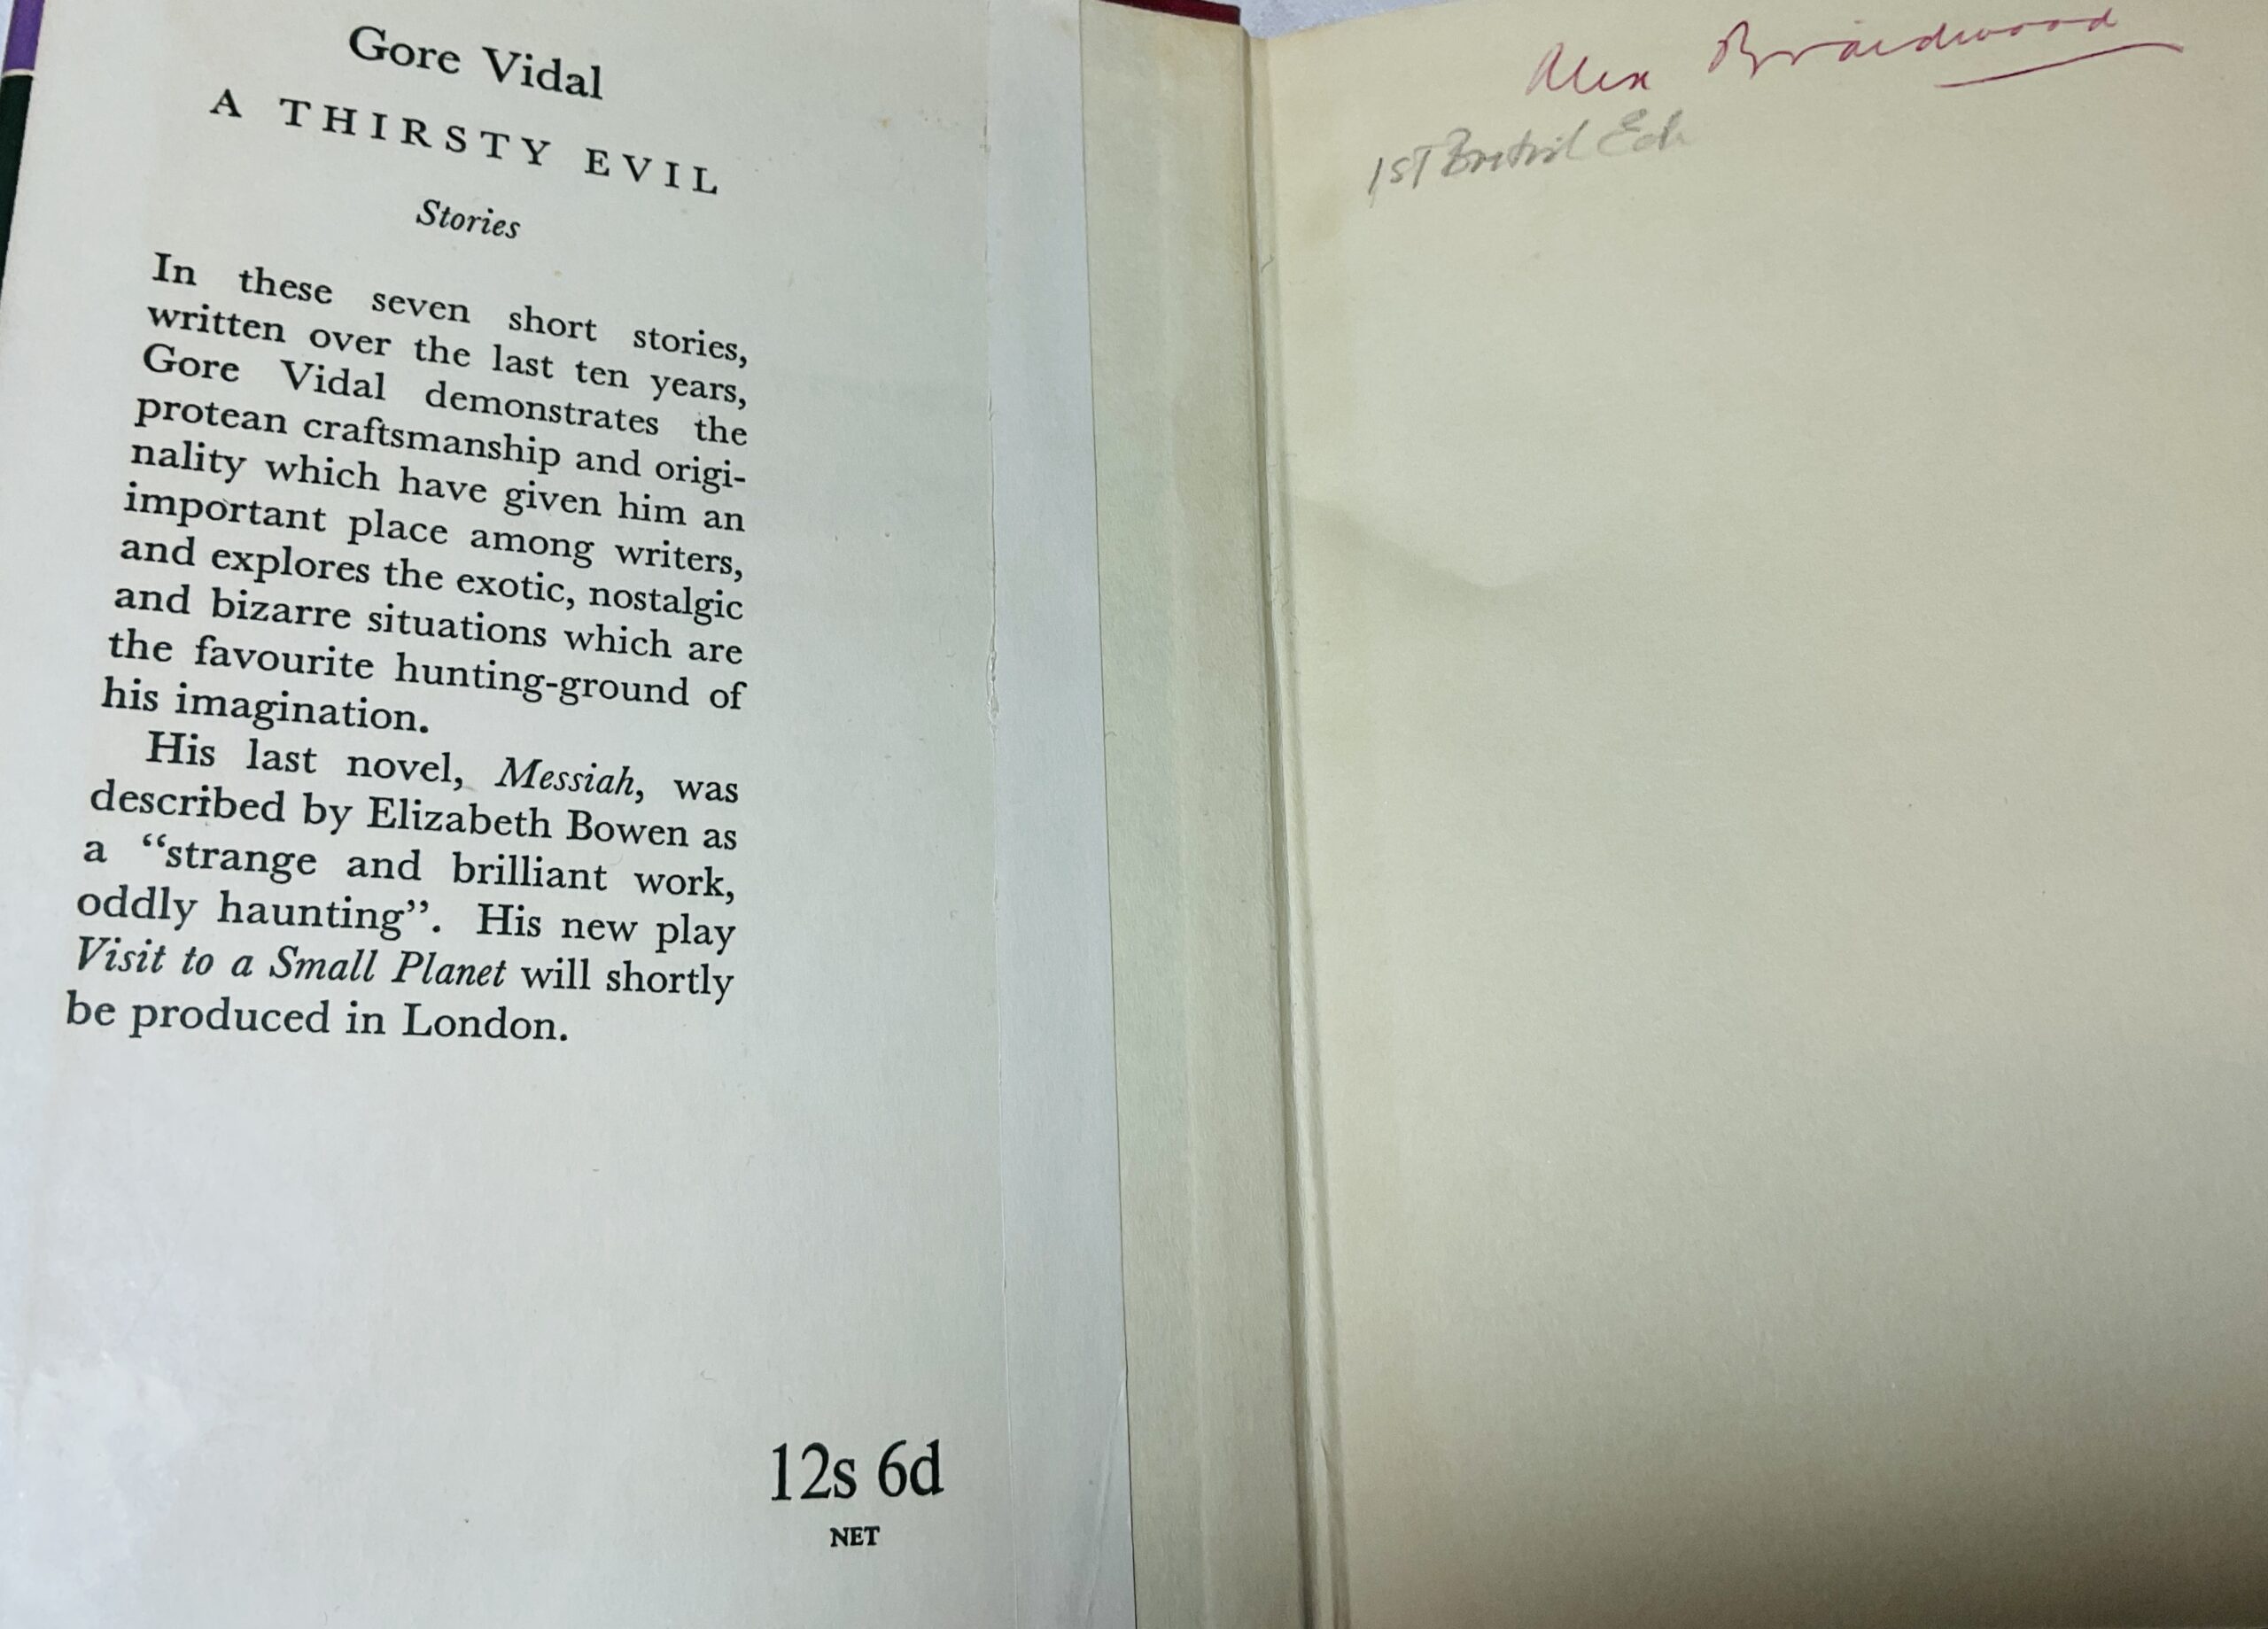 Gore Vidal
A THIRSTY EVIL
Stories
In these seven short stories,
written over the last ten years,
Gore Vidal demonstrates the
protean craftsmanship and origi-
nality which have given him an
important place among writers,
and explores the exotic, nostalgic
and bizarre situations which are
the favourite hunting-ground of
his imagination.
His last novel, Messiah, was
described by Elizabeth Bowen as
a “strange and brilliant work,
oddly haunting”. His new play
Visit to a Small Planet will shortly
be produced in London.
12s 6d
NET
Alex Braidwood
1ST British Edn